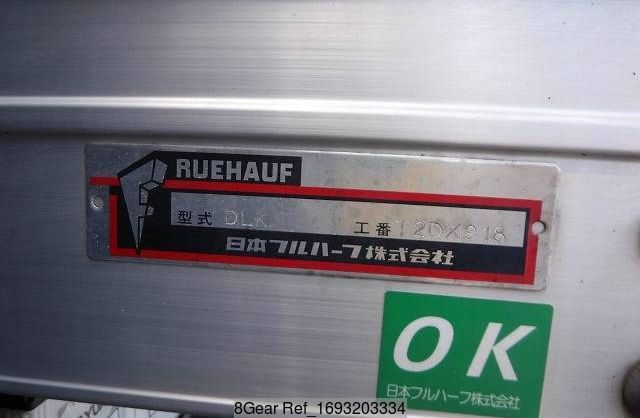 RUEHAUF
型式 DLK 工番 T2DX918
日本フルハーフ株式会社
OK
日本フルハーフ株式会社
8Gear Ref_1693203334